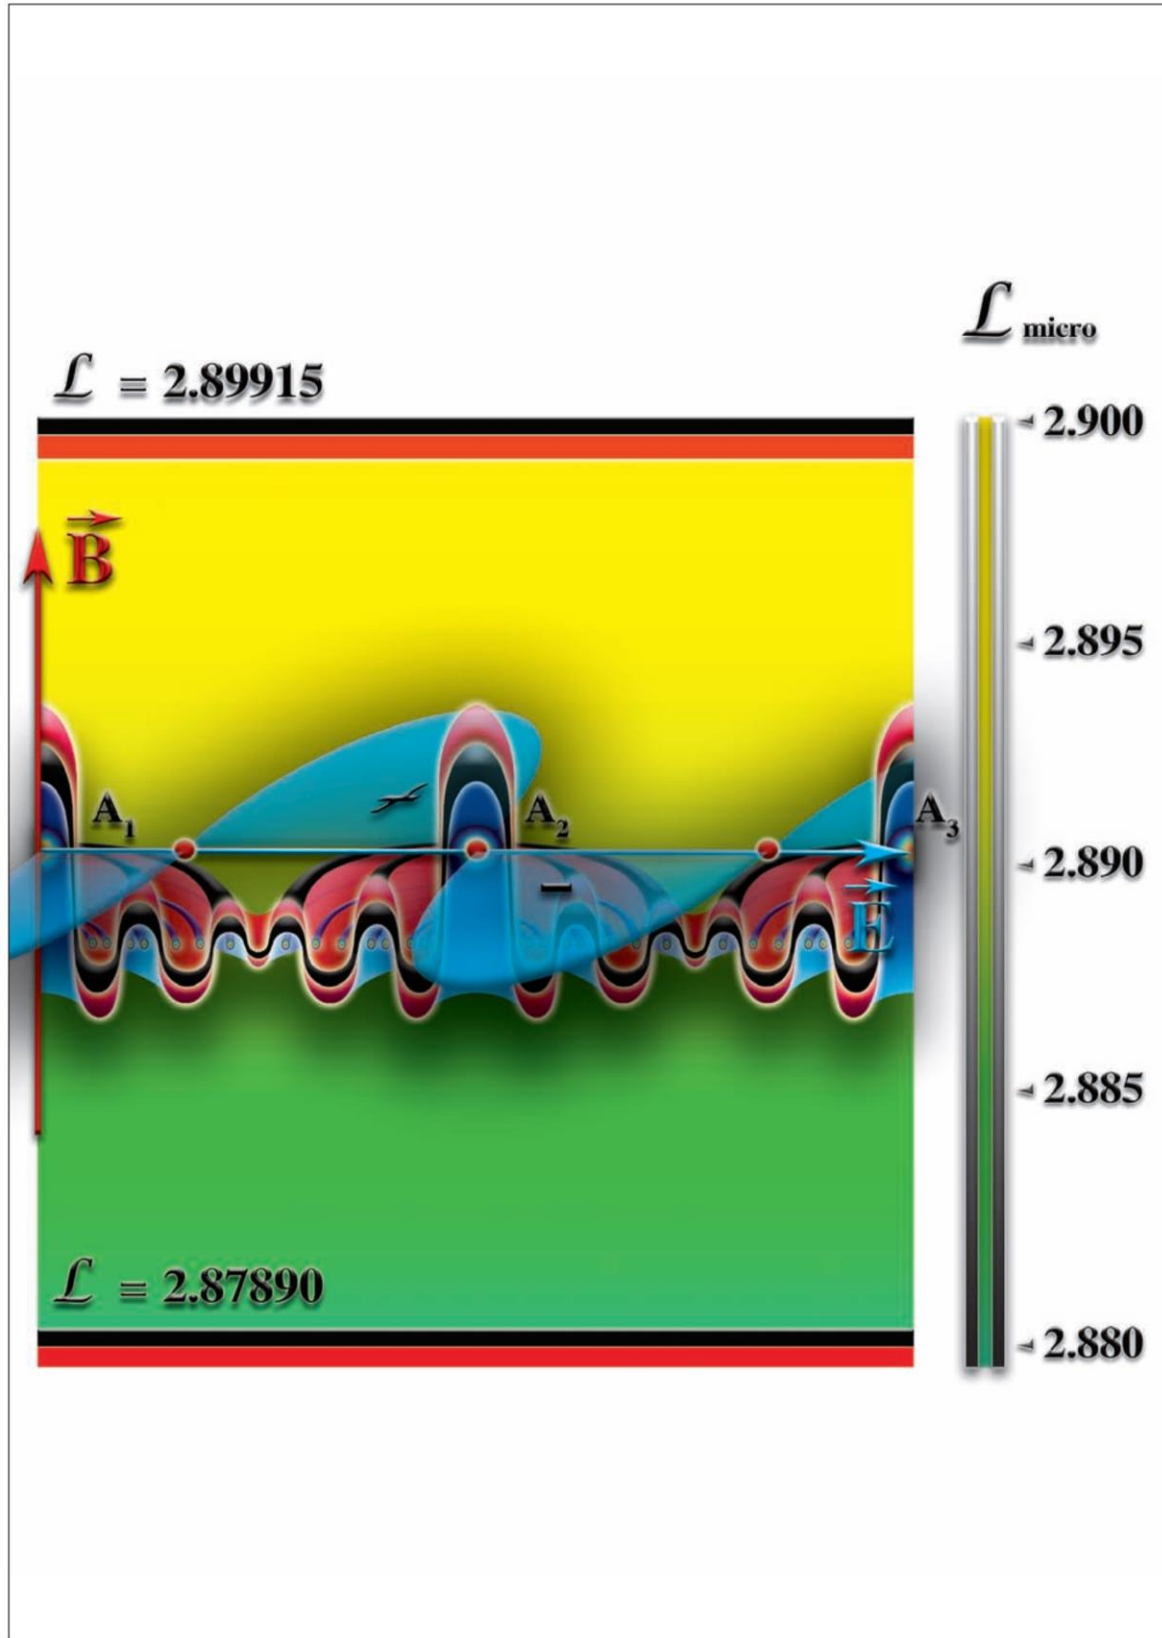 ℒ micro
ℒ = 2.89915
2.900
B
2.895
A1
A2
A3
2.890
E
2.885
ℒ = 2.87890
2.880